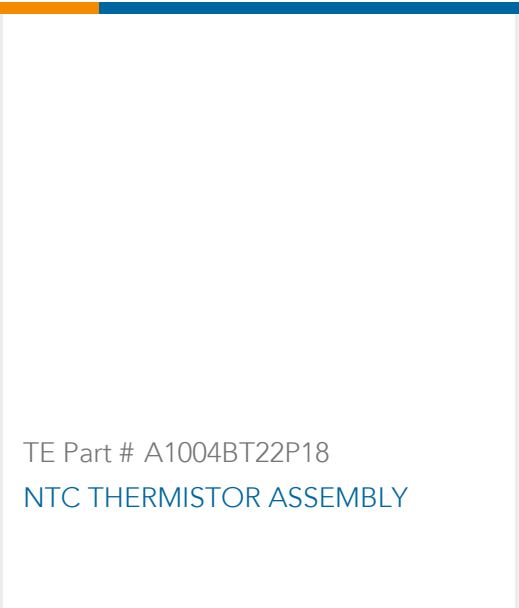 TE Part # A1004BT22P18
NTC THERMISTOR ASSEMBLY